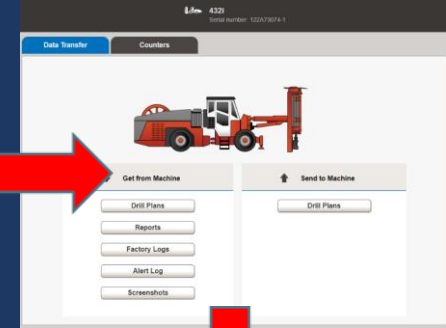 432i
Serial number: 122A73074-1
Data Transfer
Counters
Get from Machine
Send to Machine
Drill Plans
Drill Plans
Reports
Factory Logs
Alert Log
Screenshots